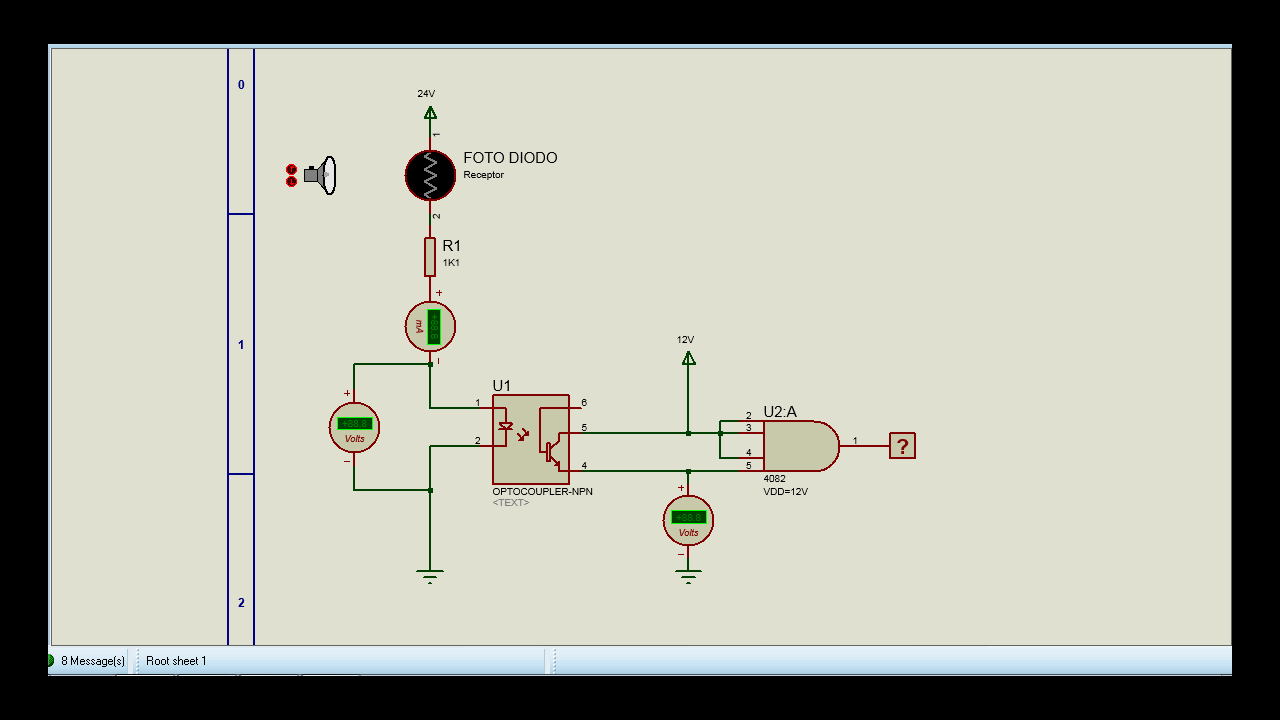 0
24V
1
FOTO DIODO
Receptor
2
R1
1K1
+
mA
-
1
12V
U1
+
1
6
2
U2:A
5
3
Volts
2
4
4
1
?
-
5
4082
OPTOCOUPLER-NPN
VDD=12V
<TEXT>
+
Volts
-
2
8 Message(s)
Root sheet 1